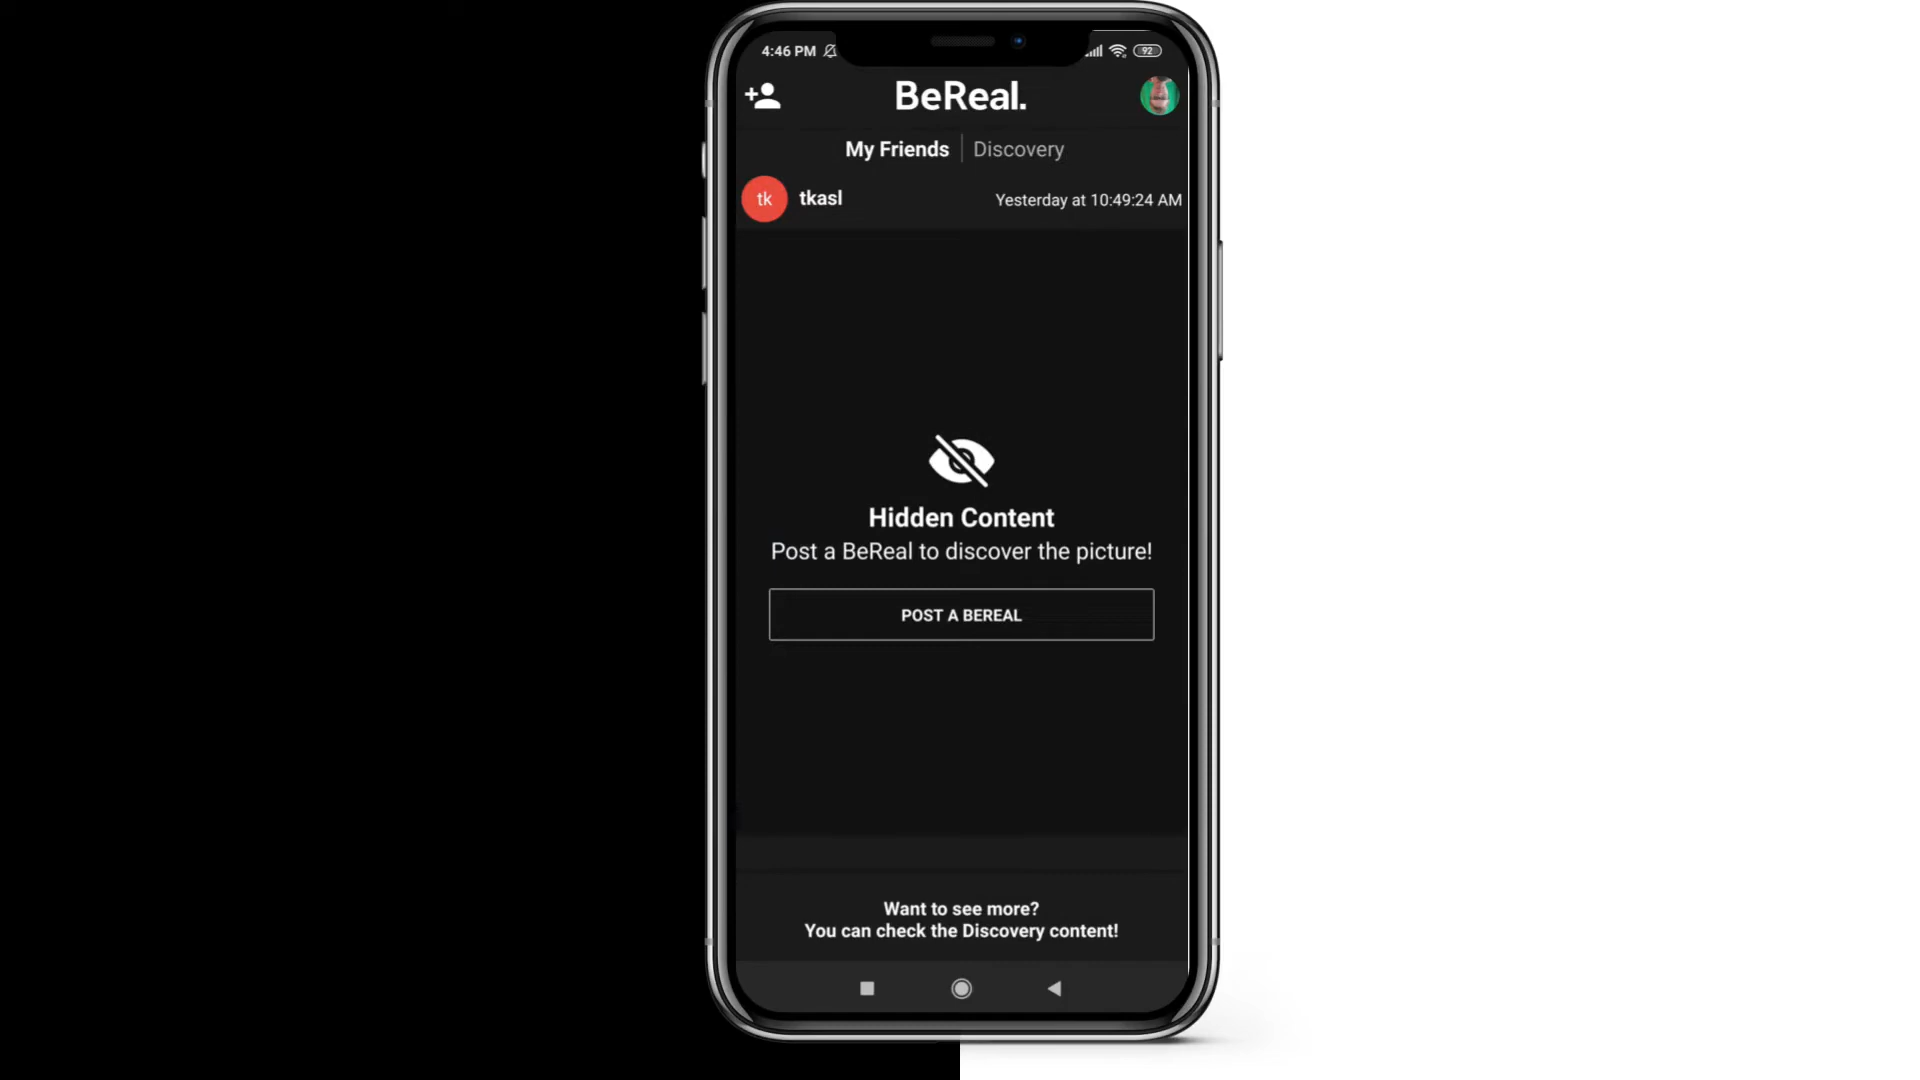 4:46 PM
92
BeReal.
My Friends
Discovery
tk
tkasl
Yesterday at 10:49:24 AM
Hidden Content
Post a BeReal to discover the picture!
POST A BEREAL
Want to see more?
You can check the Discovery content!